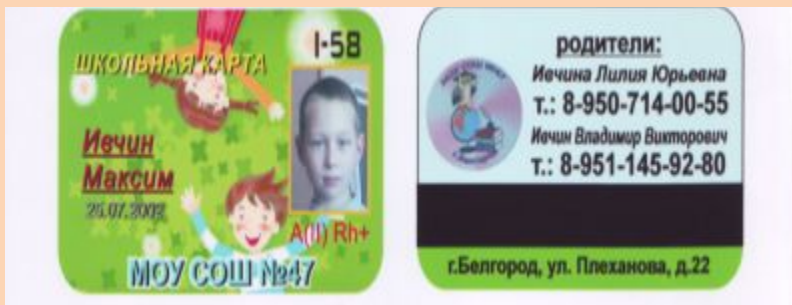 ШКОЛЬНАЯ КАРТА
I-58
Ивчин
Максим
25.07.2002
A(II) Rh+
МОУ СОШ №47
родители:
Ивчина Лилия Юрьевна
т.: 8-950-714-00-55
Ивчин Владимир Викторович
т.: 8-951-145-92-80
г.Белгород, ул. Плеханова, д.22